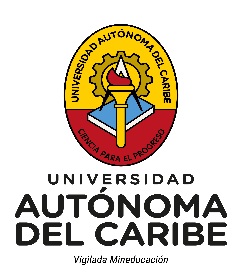 UNIVERSIDAD AUTÓNOMA DEL CARIBE
CIENCIA PARA EL PROGRESO
UNIVERSIDAD
AUTÓNOMA
DEL CARIBE
Vigilada Mineducación